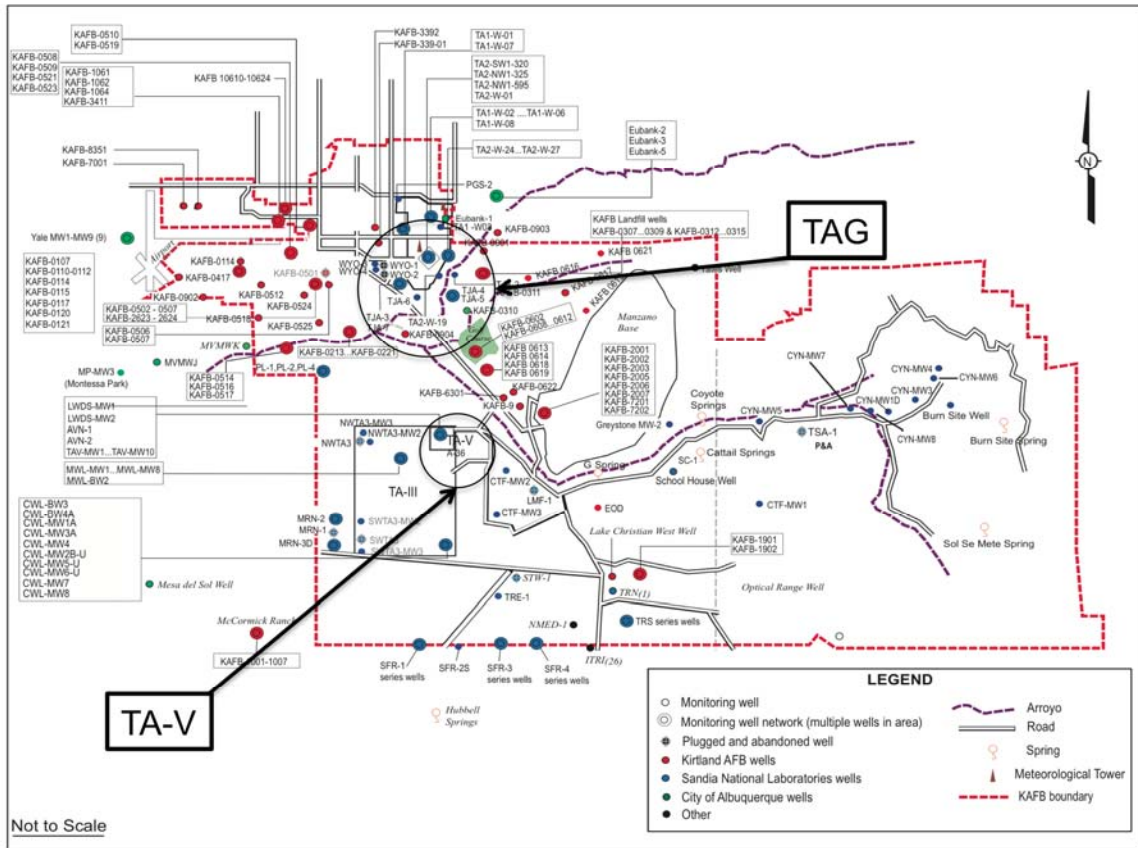 KAFB-0510
KAFB-0519
KAFB-0508
KAFB-0509
KAFB-0521
KAFB-0523
KAFB-1061
KAFB-1062
KAFB-1064
KAFB-3411
KAFB 10610-10624
KAFB-3392
KAFB-339-01
TA1-W-01
TA1-W-07
TA2-SW1-320
TA2-NW1-325
TA2-NW1-595
TA2-W-01
TA1-W-02 ....TA1-W-06
TA1-W-08
TA2-W-24...TA2-W-27
Eubank-2
Eubank-3
Eubank-5
KAFB-8351
KAFB-7001
PGS-2
Eubank-1
KAFB-0903
KAFB Landfill wells
KAFB-0307...0309 & KAFB-0312...0315
TAG
N
Yale MW1-MW9 (9)
Airport
KAFB-0107
KAFB-0110-0112
KAFB-0114
KAFB-0115
KAFB-0117
KAFB-0118
KAFB-0120
KAFB-0121
KAFB-0114
KAFB-0417
KAFB-0902
KAFB-0501
KAFB-0512
KAFB-0502 - 0507
KAFB-2623 - 2624
KAFB-0518
KAFB-0524
KAFB-0506
KAFB-0507
KAFB-0525
WYO-1
WYO-2
TJA-6
TJA-4
TJA-5
TJA-3
TA2-W-19
KAFB-0310
KAFB 0616
KAFB 0621
KAFB-0602
KAFB-0608...0612
Manzano
Base
KAFB 0613
KAFB 0614
KAFB 0618
KAFB 0619
KAFB-2001
KAFB-2002
KAFB-2003
KAFB-2005
KAFB-2006
KAFB-2007
KAFB-7201
KAFB-7202
MVMWK
MVMWJ
MP-MW3
(Montessa Park)
KAFB-0213...KAFB-0221
PL-1,PL-2,PL-4
KAFB-0514
KAFB-0516
KAFB-0517
KAFB-6301
KAFB-0622
KAFB-9
Greystone MW-2
Coyote
Springs
CYN-MW7
CYN-MW4
CYN-MW6
CYN-MW3
CYN-MW1D
CYN-MW5
CYN-MW8
Burn Site Well
Burn Site Spring
TSA-1
P&A
Cattail Springs
SC-1
School House Well
G Spring
LWDS-MW1
LWDS-MW2
AVN-1
AVN-2
TAV-MW1...TAV-MW10
MWL-MW1...MWL-MW8
MWL-BW2
NWTA3-MW3
NWTA3-MW2
NWTA3
TA-V
TA-III
CTF-MW2
LMF-1
CTF-MW3
EOD
CTF-MW1
CWL-BW3
CWL-BW4A
CWL-MW1A
CWL-MW3A
CWL-MW4
CWL-MW2B-U
CWL-MW5-U
CWL-MW6-U
CWL-MW7
CWL-MW8
MRN-2
MRN-1
MRN-3D
SWTA3-MW3
Lake Christian West Well
KAFB-1901
KAFB-1902
Sol Se Mete Spring
Optical Range Well
Mesa del Sol Well
STW-1
TRE-1
TRN(1)
TRS series wells
McCormick Ranch
NMED-1
ITRI(26)
SFR-1
series wells
SFR-2S
SFR-3
series wells
SFR-4
series wells
Hubbell
Springs
TA-V
LEGEND
Monitoring well
Monitoring well network (multiple wells in area)
Plugged and abandoned well
Kirtland AFB wells
Sandia National Laboratories wells
City of Albuquerque wells
Other
Arroyo
Road
Spring
Meteorological Tower
KAFB boundary
Not to Scale